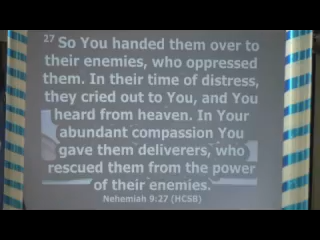 27 So You handed them over to
their enemies, who oppressed
them. In their time of distress,
they cried out to You, and You
heard from heaven. In Your
abundant compassion You
gave them deliverers, who
rescued them from the power
of their enemies.
Nehemiah 9:27 (HCSB)